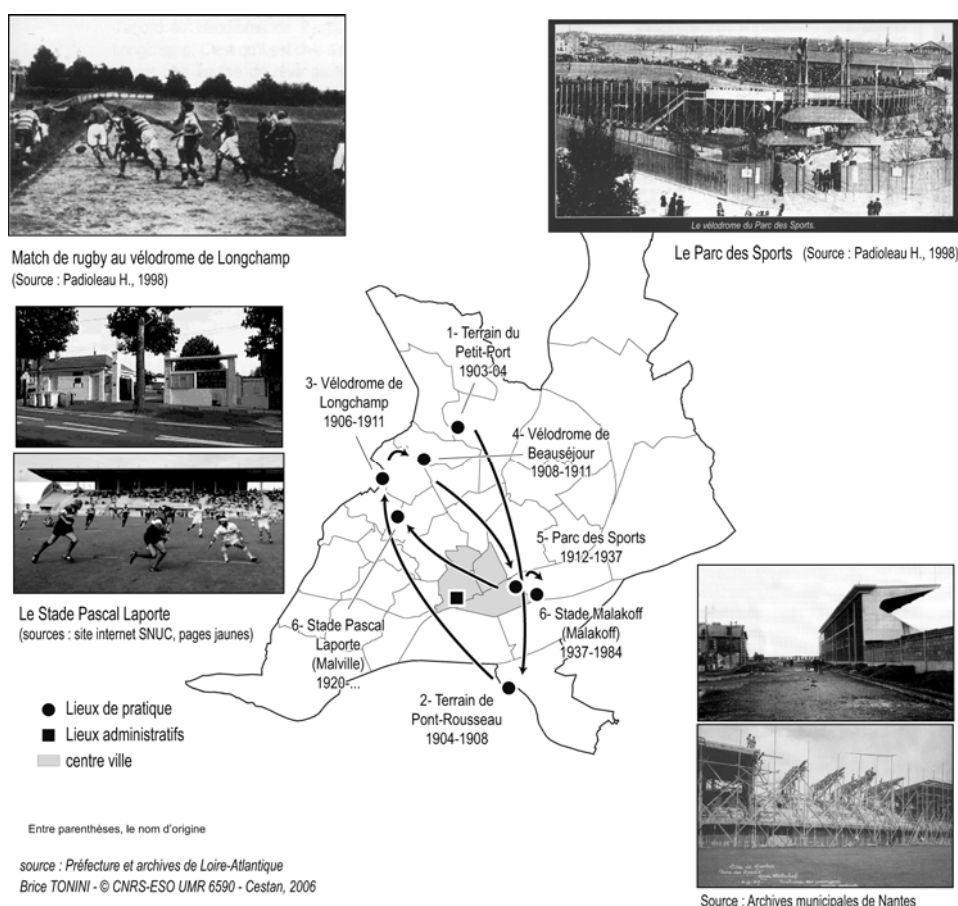 Le vélodrome du Parc des Sports.
Match de rugby au vélodrome de Longchamp
(Source : Padioleau H., 1998)
Le Parc des Sports (Source : Padioleau H., 1998)
1- Terrain du
Petit-Port
1903-04
3- Vélodrome de
Longchamp
1906-1911
4- Vélodrome de
Beauséjour
1908-1911
5- Parc des Sports
1912-1937
6- Stade Malakoff
(Malakoff)
1937-1984
6- Stade Pascal
Laporte
(Malville)
1920-...
2- Terrain de
Pont-Rousseau
1904-1908
Le Stade Pascal Laporte
(sources : site internet SNUC, pages jaunes)
Lieux de pratique
Lieux administratifs
centre ville
Entre parenthéses, le nom d'origine
source : Préfecture et archives de Loire-Atlantique
Brice TONINI - © CNRS-ESO UMR 6590 - Cestan, 2006
Source : Archives municipales de Nantes